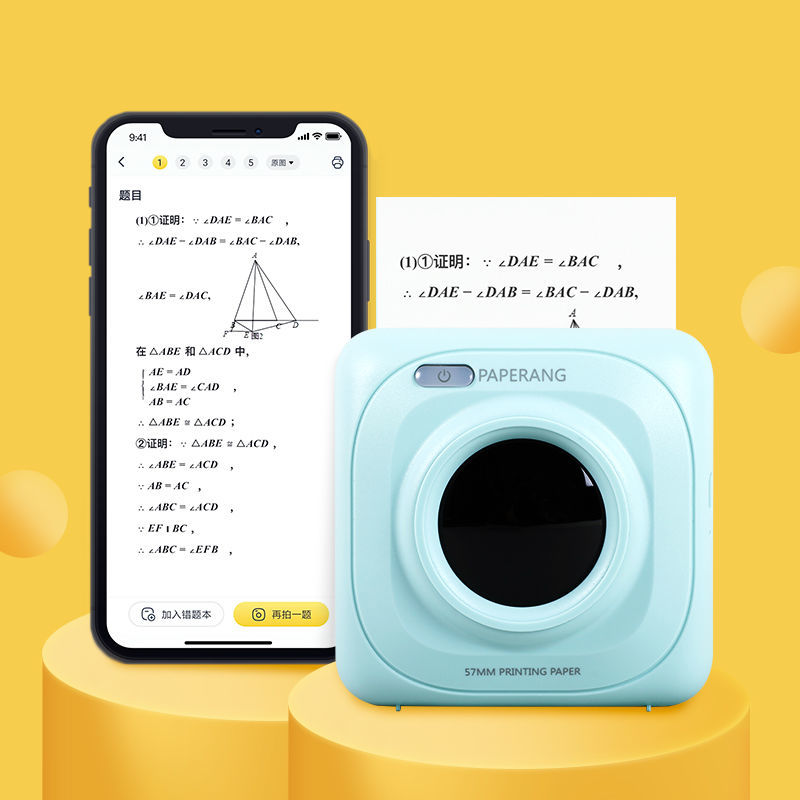 9:41
1 2 3 4 5 原图
题目
(1)①证明：∵ ∠DAE = ∠BAC ，
∴ ∠DAE − ∠DAB = ∠BAC − ∠DAB,
A
∠BAE = ∠DAC,
B C D
F E 图2
在 △ABE 和 △ACD 中，
AE = AD
∠BAE = ∠CAD ，
AB = AC
∴ △ABE ≅ △ACD；
②证明：∵ △ABE ≅ △ACD，
∴ ∠ABE = ∠ACD ，
∵ AB = AC ，
∴ ∠ABC = ∠ACD ，
∵ EF ∥ BC ，
∴ ∠ABC = ∠EFB ，
加入错题本 再拍一题
(1)①证明：∵ ∠DAE = ∠BAC ，
∴ ∠DAE − ∠DAB = ∠BAC − ∠DAB,
A
PAPERANG
57MM PRINTING PAPER